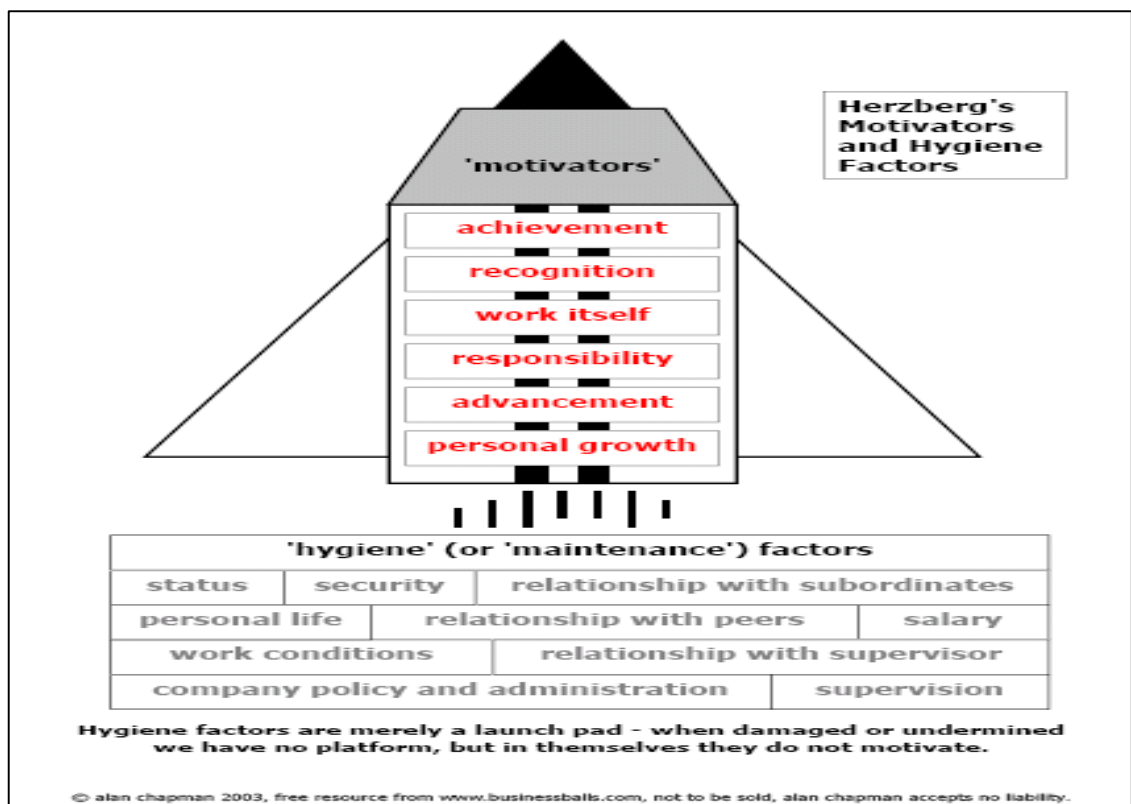 Herzberg's
Motivators
and Hygiene
Factors
'motivators'
achievement
recognition
work itself
responsibility
advancement
personal growth
'hygiene' (or 'maintenance') factors
status security relationship with subordinates
personal life relationship with peers salary
work conditions relationship with supervisor
company policy and administration supervision
Hygiene factors are merely a launch pad - when damaged or undermined
we have no platform, but in themselves they do not motivate.
© alan chapman 2003, free resource from www.businessballs.com, not to be sold, alan chapman accepts no liability.